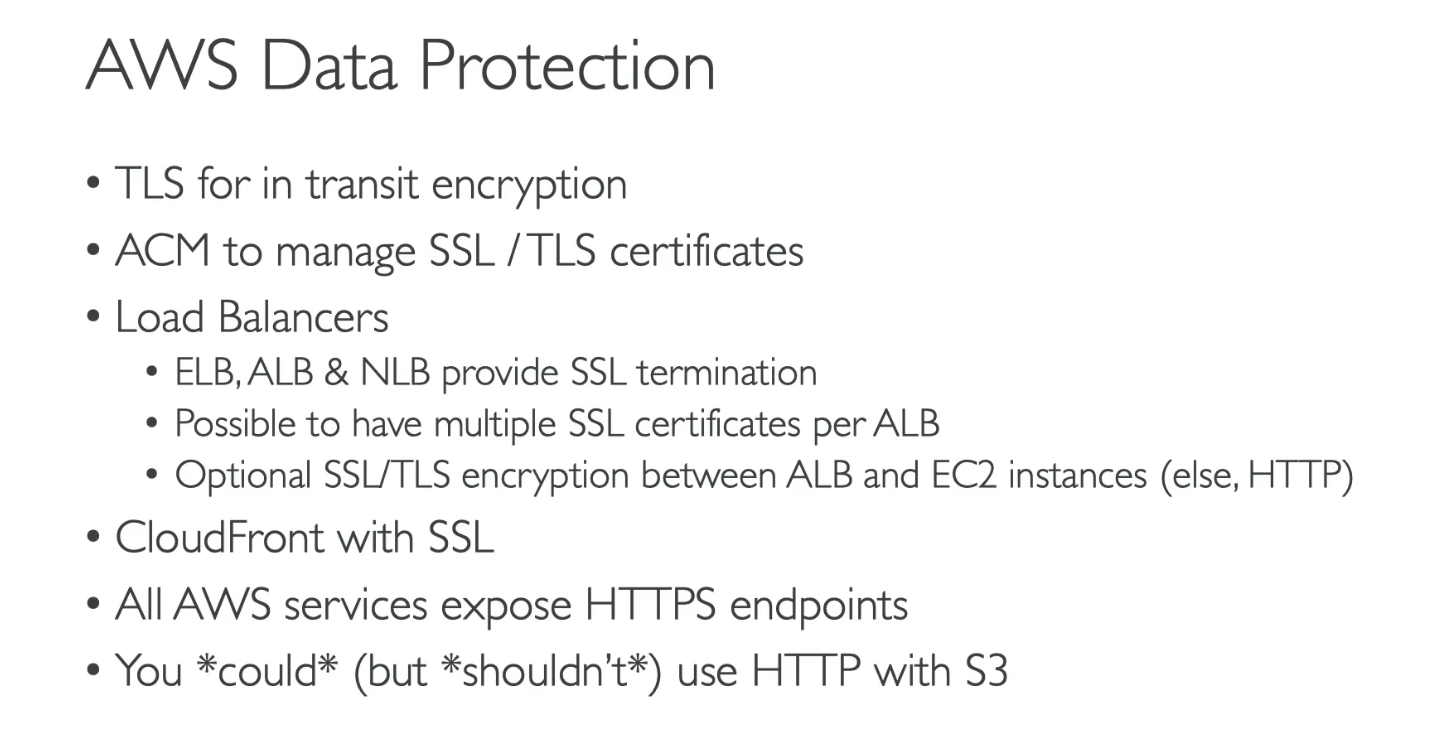 AWS Data Protection
• TLS for in transit encryption
• ACM to manage SSL / TLS certificates
• Load Balancers
• ELB, ALB & NLB provide SSL termination
• Possible to have multiple SSL certificates per ALB
• Optional SSL/TLS encryption between ALB and EC2 instances (else, HTTP)
• CloudFront with SSL
• All AWS services expose HTTPS endpoints
• You *could* (but *shouldn’t*) use HTTP with S3